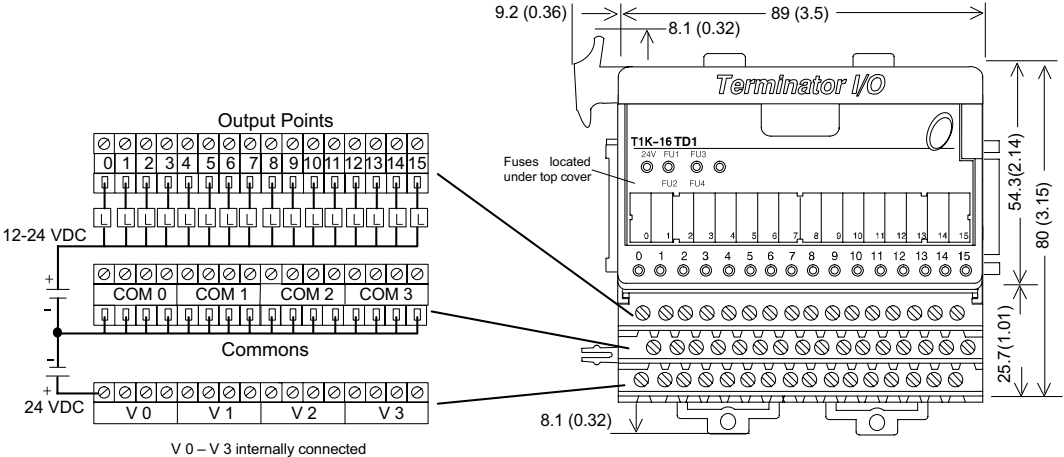 9.2 (0.36)
89 (3.5)
8.1 (0.32)
Terminator I/O
Output Points
0 1 2 3 4 5 6 7 8 9 10 11 12 13 14 15
L L L L L L L L L L L L L L L L
12-24 VDC
+
-
COM 0 COM 1 COM 2 COM 3
Commons
-
+
24 VDC
V 0 V 1 V 2 V 3
V 0 – V 3 internally connected
T1K-16TD1
24V FU1 FU3
FU2 FU4
Fuses located
under top cover
0 1 2 3 4 5 6 7 8 9 10 11 12 13 14 15
0 1 2 3 4 5 6 7 8 9 10 11 12 13 14 15
54.3(2.14)
80 (3.15)
25.7(1.01)
8.1 (0.32)